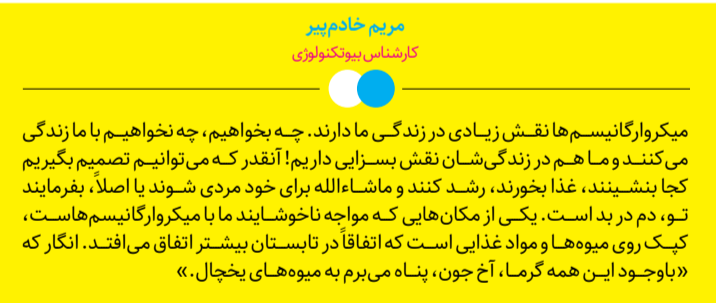 مریم خادم‌پیر
کارشناس بیوتکنولوژی
میکروارگانیسم‌ها نقش زیادی در زندگی ما دارند. چه بخواهیم، چه نخواهیم با ما زندگی
می‌کنند و ما هم در زندگی‌شان نقش بسزایی داریم! آنقدر که می‌توانیم تصمیم بگیریم
کجا بنشینند، غذا بخورند، رشد کنند و ماشاءالله برای خود مردی شوند یا اصلاً، بفرمایند
تو، دم در بد است. یکی از مکان‌هایی که مواجه ناخوشایند ما با میکروارگانیسم‌هاست،
کپک روی میوه‌ها و مواد غذایی است که اتفاقاً در تابستان بیشتر اتفاق می‌افتد. انگار که
«باوجود این همه گرما، آخ جون، پناه می‌برم به میوه‌های یخچال.»